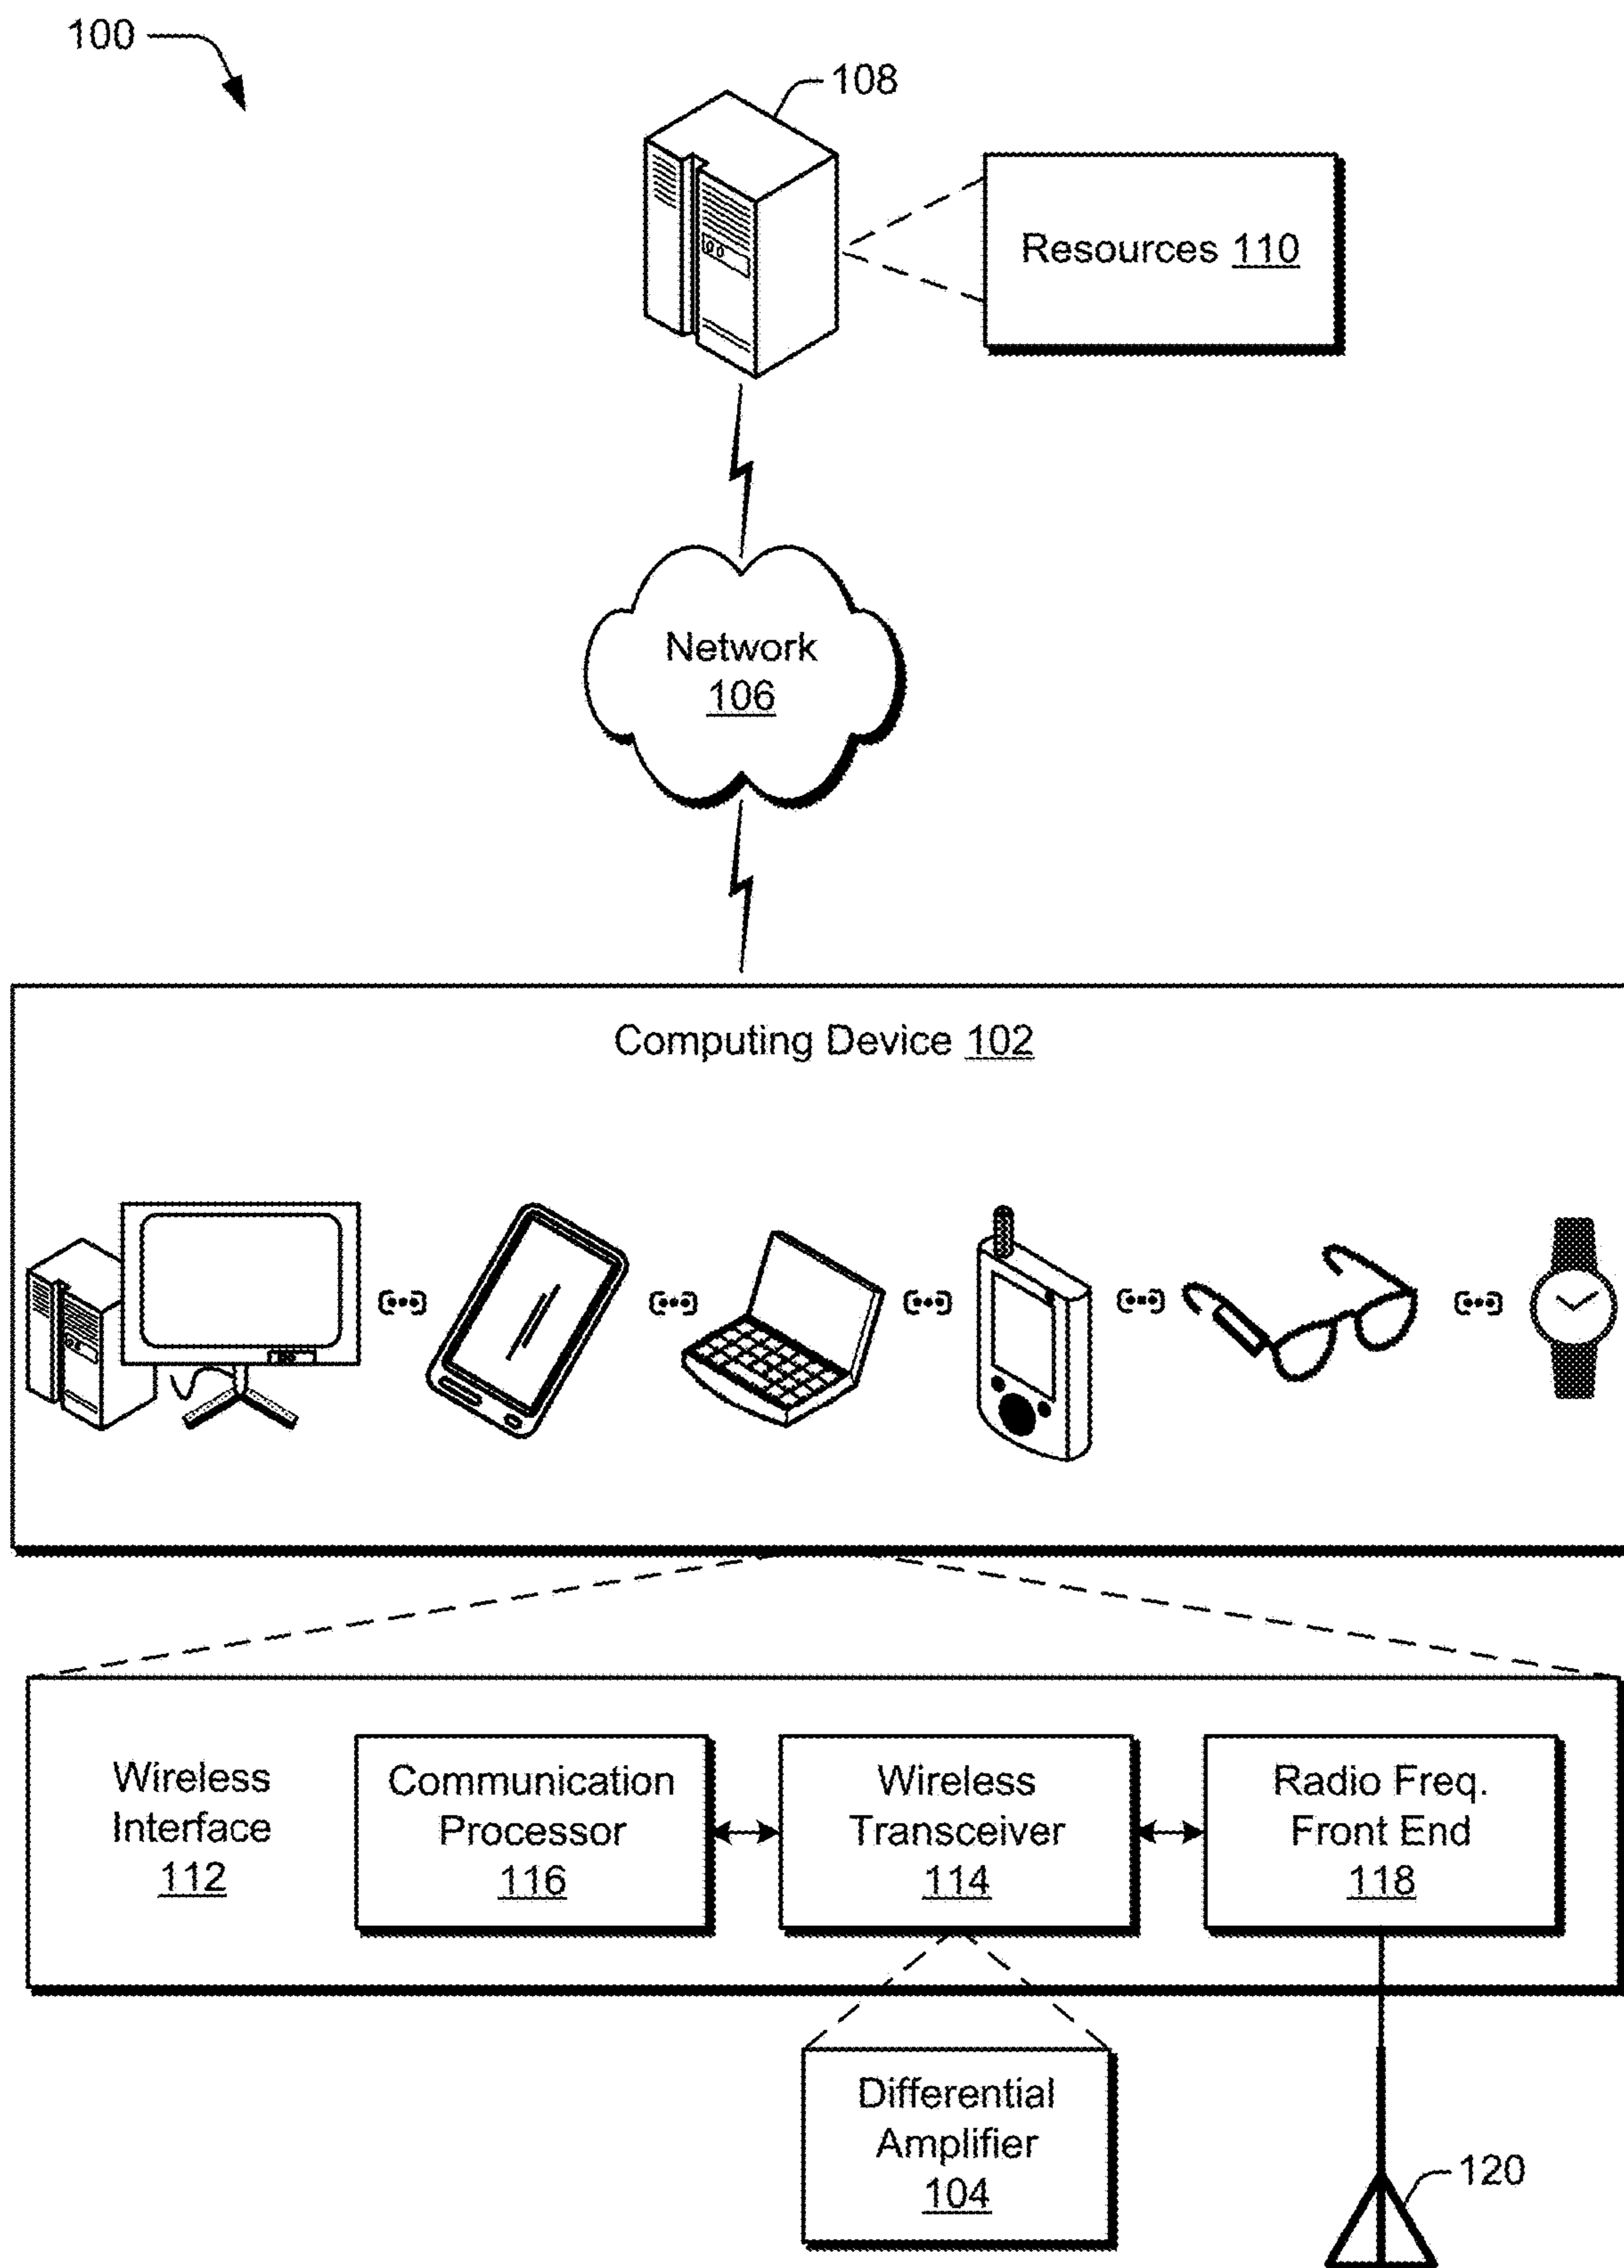 100
108
Resources 110
Network
106
Computing Device 102
Wireless
Interface
112
Communication
Processor
116
Wireless
Transceiver
114
Radio Freq.
Front End
118
Differential
Amplifier
104
120